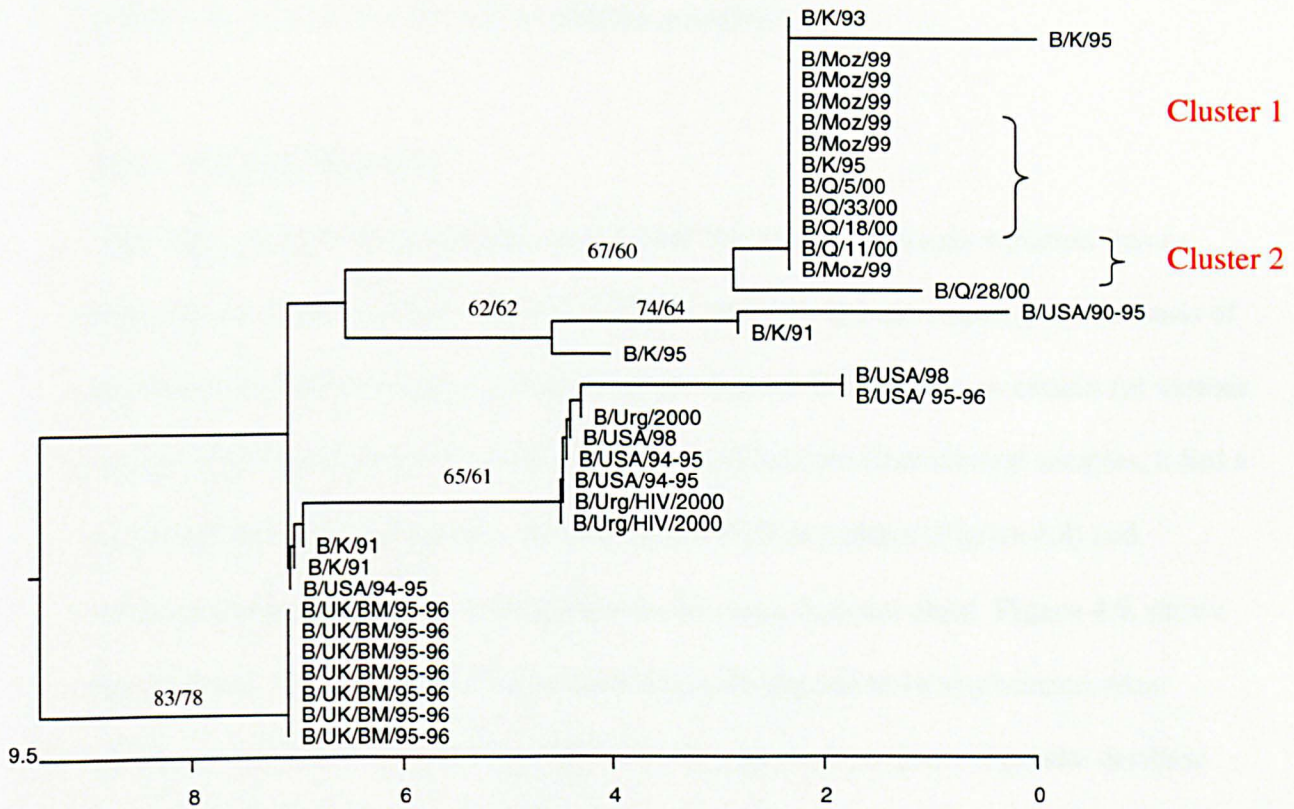 B/K/93
B/K/95
B/Moz/99
B/Moz/99
B/Moz/99
Cluster 1
B/Moz/99
B/Moz/99
B/K/95
B/Q/5/00
B/Q/33/00
B/Q/18/00
67/60
B/Q/11/00
Cluster 2
B/Moz/99
B/Q/28/00
62/62
74/64
B/USA/90-95
B/K/91
B/K/95
B/USA/98
B/USA/ 95-96
B/Urg/2000
B/USA/98
B/USA/94-95
65/61
B/USA/94-95
B/Urg/HIV/2000
B/Urg/HIV/2000
B/K/91
B/K/91
B/USA/94-95
B/UK/BM/95-96
B/UK/BM/95-96
B/UK/BM/95-96
B/UK/BM/95-96
83/78
B/UK/BM/95-96
B/UK/BM/95-96
B/UK/BM/95-96
9.5
8 6 4 2 0